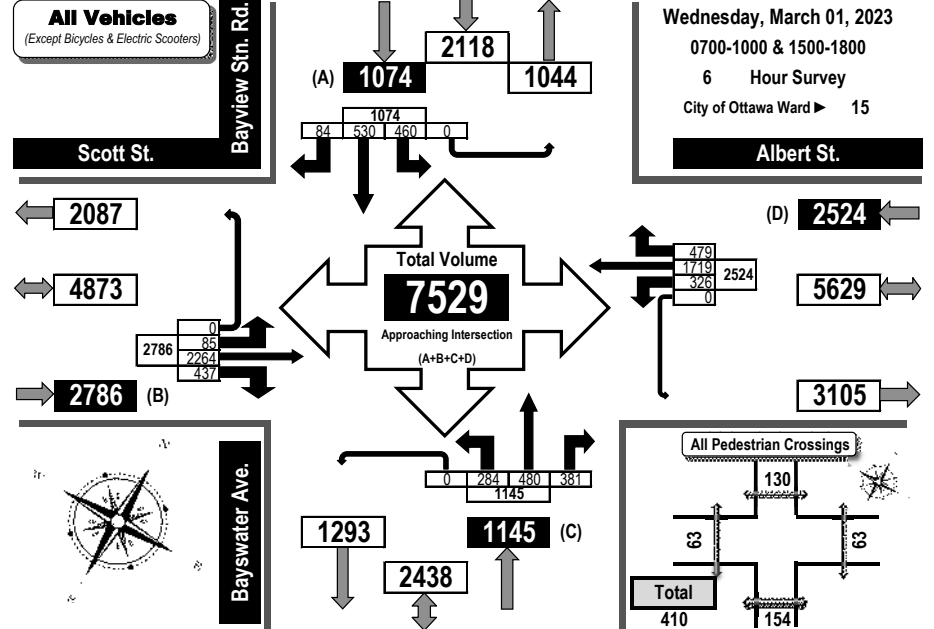 All Vehicles
(Except Bicycles & Electric Scooters)
Bayview Stn. Rd.
Scott St.
2118
(A) 1074
1044
1074
84 530 460 0
Wednesday, March 01, 2023
0700-1000 & 1500-1800
6 Hour Survey
City of Ottawa Ward ► 15
Albert St.
2087
4873
0
85
2264
437
2786
2786 (B)
Total Volume
7529
Approaching Intersection
(A+B+C+D)
(D) 2524
479
1719
326
0
2524
5629
3105
Bayswater Ave.
0 284 480 381
1145
1293
1145 (C)
2438
All Pedestrian Crossings
130
63
63
154
Total
410